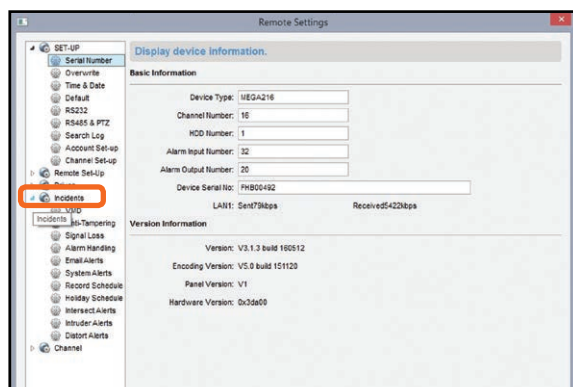 Remote Settings
SET-UP
Serial Number
Overwrite
Time & Date
Default
RS232
RS485 & PTZ
Search Log
Account Set-up
Channel Set-up
Remote Set-Up
Incidents
Incidents
Anti-Tampering
Signal Loss
Alarm Handling
Email Alerts
System Alerts
Record Schedule
Holiday Schedule
Intersect Alerts
Intruder Alerts
Distort Alerts
Channel
Display device information.
Basic Information
Device Type: MEGA216
Channel Number: 16
HDD Number: 1
Alarm Input Number: 32
Alarm Output Number: 20
Device Serial No: FHB00492
LAN1: Sent79kbps Received5422kbps
Version Information
Version: V3.1.3 build 160512
Encoding Version: V5.0 build 151120
Panel Version: V1
Hardware Version: 0x3da00